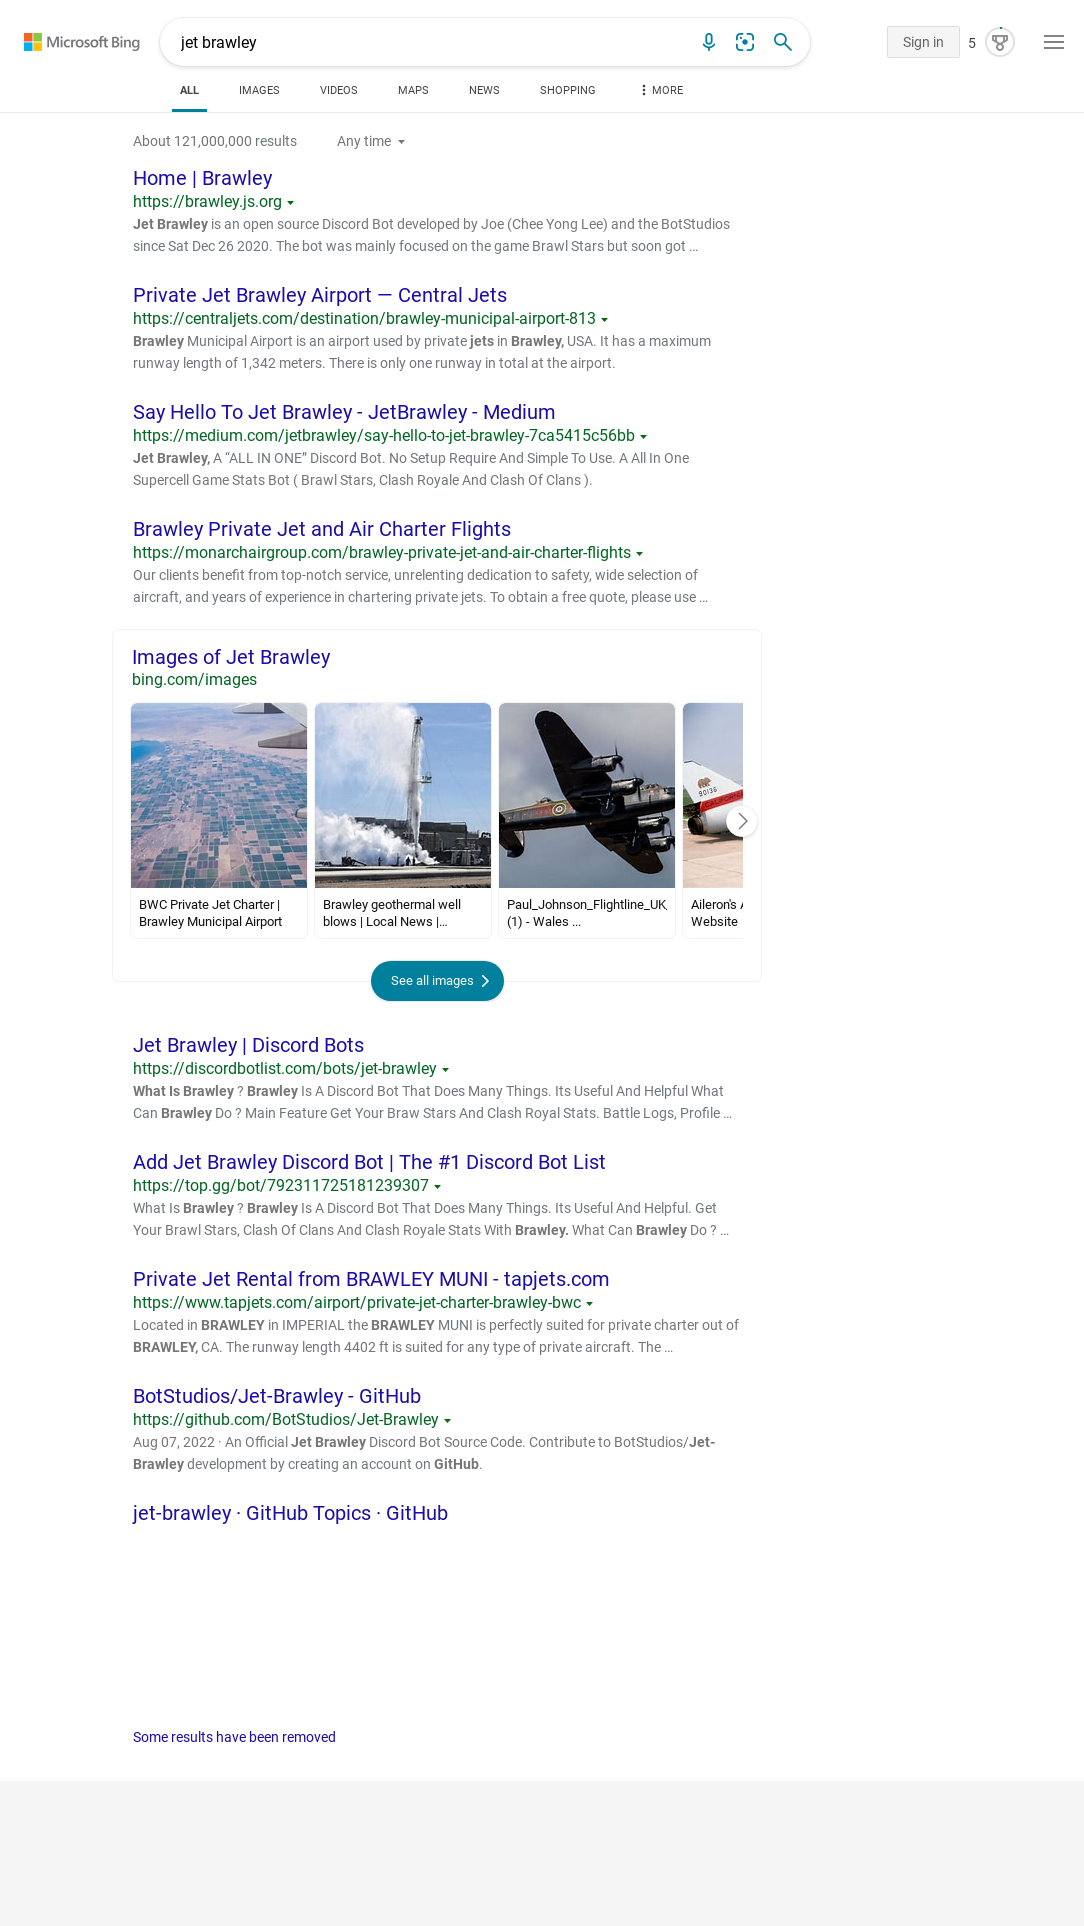 Microsoft Bing
jet brawley
Sign in
5
ALL
IMAGES
VIDEOS
MAPS
NEWS
SHOPPING
MORE
About 121,000,000 results
Any time
Home | Brawley
https://brawley.js.org
Jet Brawley is an open source Discord Bot developed by Joe (Chee Yong Lee) and the BotStudios
since Sat Dec 26 2020. The bot was mainly focused on the game Brawl Stars but soon got …
Private Jet Brawley Airport — Central Jets
https://centraljets.com/destination/brawley-municipal-airport-813
Brawley Municipal Airport is an airport used by private jets in Brawley, USA. It has a maximum
runway length of 1,342 meters. There is only one runway in total at the airport.
Say Hello To Jet Brawley - JetBrawley - Medium
https://medium.com/jetbrawley/say-hello-to-jet-brawley-7ca5415c56bb
Jet Brawley, A “ALL IN ONE” Discord Bot. No Setup Require And Simple To Use. A All In One
Supercell Game Stats Bot ( Brawl Stars, Clash Royale And Clash Of Clans ).
Brawley Private Jet and Air Charter Flights
https://monarchairgroup.com/brawley-private-jet-and-air-charter-flights
Our clients benefit from top-notch service, unrelenting dedication to safety, wide selection of
aircraft, and years of experience in chartering private jets. To obtain a free quote, please use …
Images of Jet Brawley
bing.com/images
90136
CALIFORNIA
BWC Private Jet Charter |
Brawley Municipal Airport
Brawley geothermal well
blows | Local News |…
Paul_Johnson_Flightline_UK_
(1) - Wales ...
Aileron's A
Website
See all images
Jet Brawley | Discord Bots
https://discordbotlist.com/bots/jet-brawley
What Is Brawley ? Brawley Is A Discord Bot That Does Many Things. Its Useful And Helpful What
Can Brawley Do ? Main Feature Get Your Braw Stars And Clash Royal Stats. Battle Logs, Profile …
Add Jet Brawley Discord Bot | The #1 Discord Bot List
https://top.gg/bot/792311725181239307
What Is Brawley ? Brawley Is A Discord Bot That Does Many Things. Its Useful And Helpful. Get
Your Brawl Stars, Clash Of Clans And Clash Royale Stats With Brawley. What Can Brawley Do ? …
Private Jet Rental from BRAWLEY MUNI - tapjets.com
https://www.tapjets.com/airport/private-jet-charter-brawley-bwc
Located in BRAWLEY in IMPERIAL the BRAWLEY MUNI is perfectly suited for private charter out of
BRAWLEY, CA. The runway length 4402 ft is suited for any type of private aircraft. The …
BotStudios/Jet-Brawley - GitHub
https://github.com/BotStudios/Jet-Brawley
Aug 07, 2022 · An Official Jet Brawley Discord Bot Source Code. Contribute to BotStudios/Jet-
Brawley development by creating an account on GitHub.
jet-brawley · GitHub Topics · GitHub
Some results have been removed